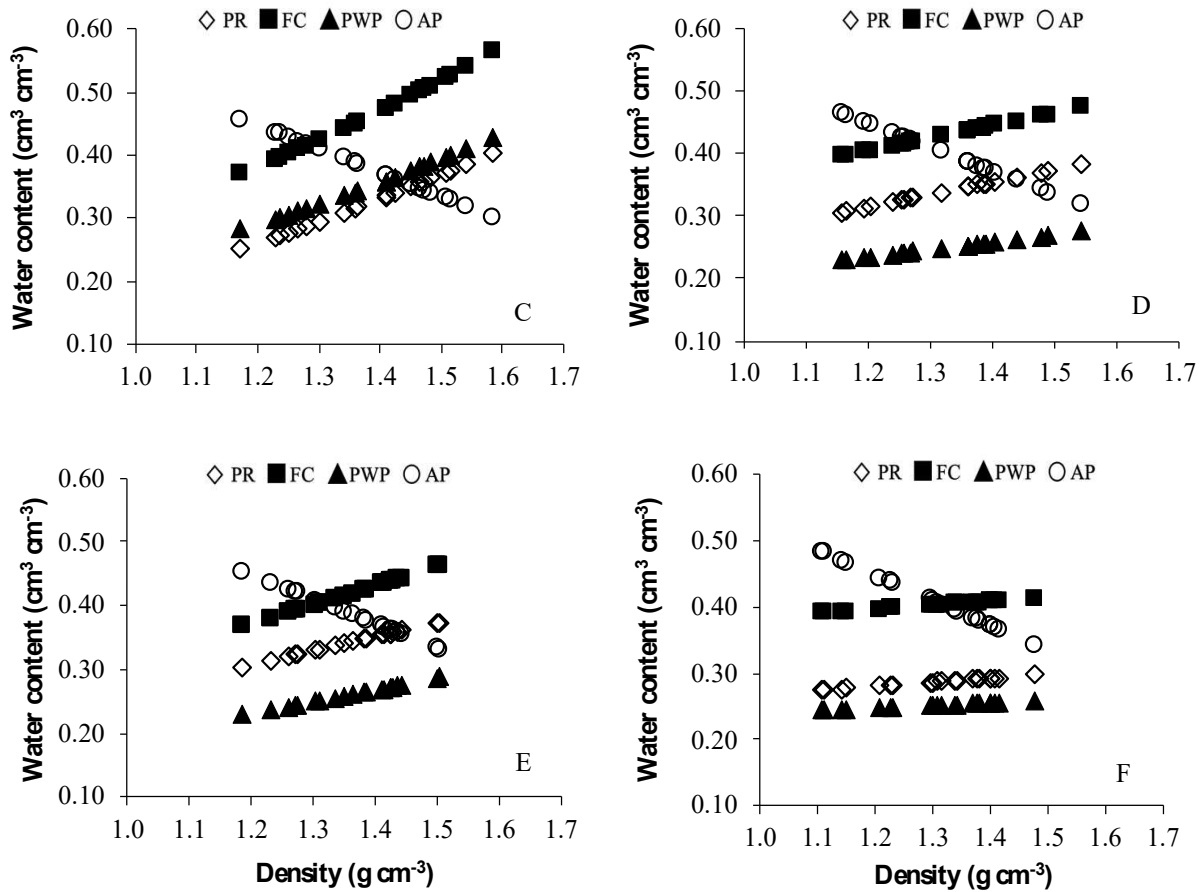 ◇ PR ■ FC ▲ PWP ○ AP
Water content (cm³ cm⁻³)
0.60
0.50
0.40
0.30
0.20
0.10
1.0 1.1 1.2 1.3 1.4 1.5 1.6 1.7
C
◇ PR ■ FC ▲ PWP ○ AP
Water content (cm³ cm⁻³)
0.60
0.50
0.40
0.30
0.20
0.10
1.0 1.1 1.2 1.3 1.4 1.5 1.6 1.7
D
◇ PR ■ FC ▲ PWP ○ AP
Water content (cm³ cm⁻³)
0.60
0.50
0.40
0.30
0.20
0.10
1.0 1.1 1.2 1.3 1.4 1.5 1.6 1.7
Density (g cm⁻³)
E
◇ PR ■ FC ▲ PWP ○ AP
Water content (cm³ cm⁻³)
0.60
0.50
0.40
0.30
0.20
0.10
1.0 1.1 1.2 1.3 1.4 1.5 1.6 1.7
Density (g cm⁻³)
F